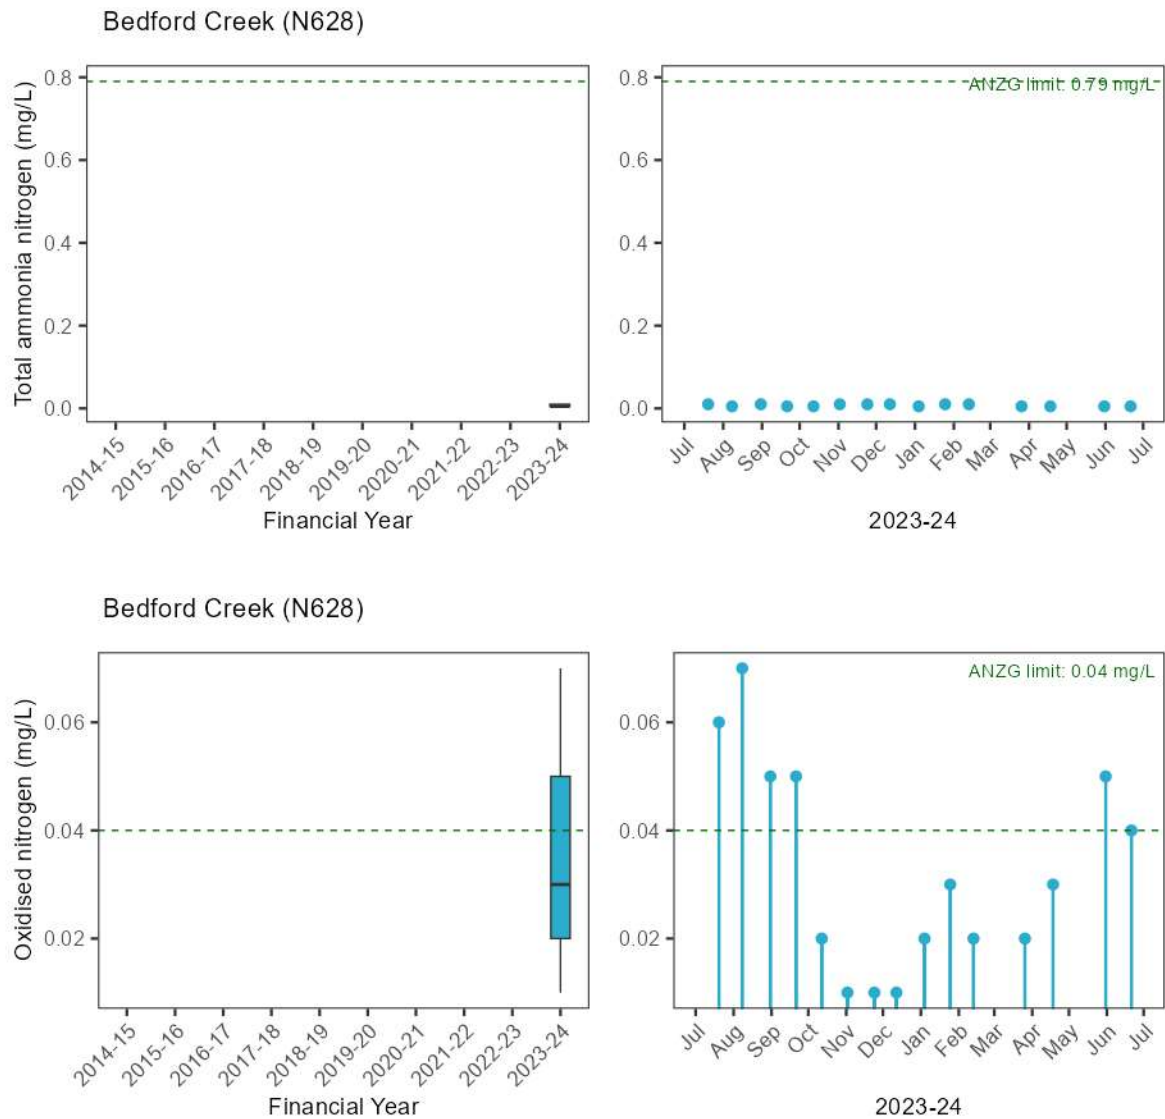 Bedford Creek (N628)
Total ammonia nitrogen (mg/L)
0.8
0.6
0.4
0.2
0.0
2014-15
2015-16
2016-17
2017-18
2018-19
2019-20
2020-21
2021-22
2022-23
2023-24
Financial Year
ANZG limit: 0.79 mg/L
0.8
0.6
0.4
0.2
0.0
Jul
Aug
Sep
Oct
Nov
Dec
Jan
Feb
Mar
Apr
May
Jun
Jul
2023-24
Bedford Creek (N628)
Oxidised nitrogen (mg/L)
0.06
0.04
0.02
2014-15
2015-16
2016-17
2017-18
2018-19
2019-20
2020-21
2021-22
2022-23
2023-24
Financial Year
ANZG limit: 0.04 mg/L
0.06
0.04
0.02
Jul
Aug
Sep
Oct
Nov
Dec
Jan
Feb
Mar
Apr
May
Jun
Jul
2023-24